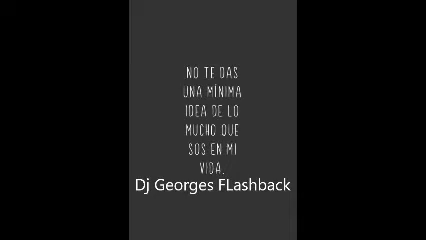 NO TE DAS
UNA MÍNIMA
IDEA DE LO
MUCHO QUE
SOS EN MI
VIDA.
Dj Georges FLashback